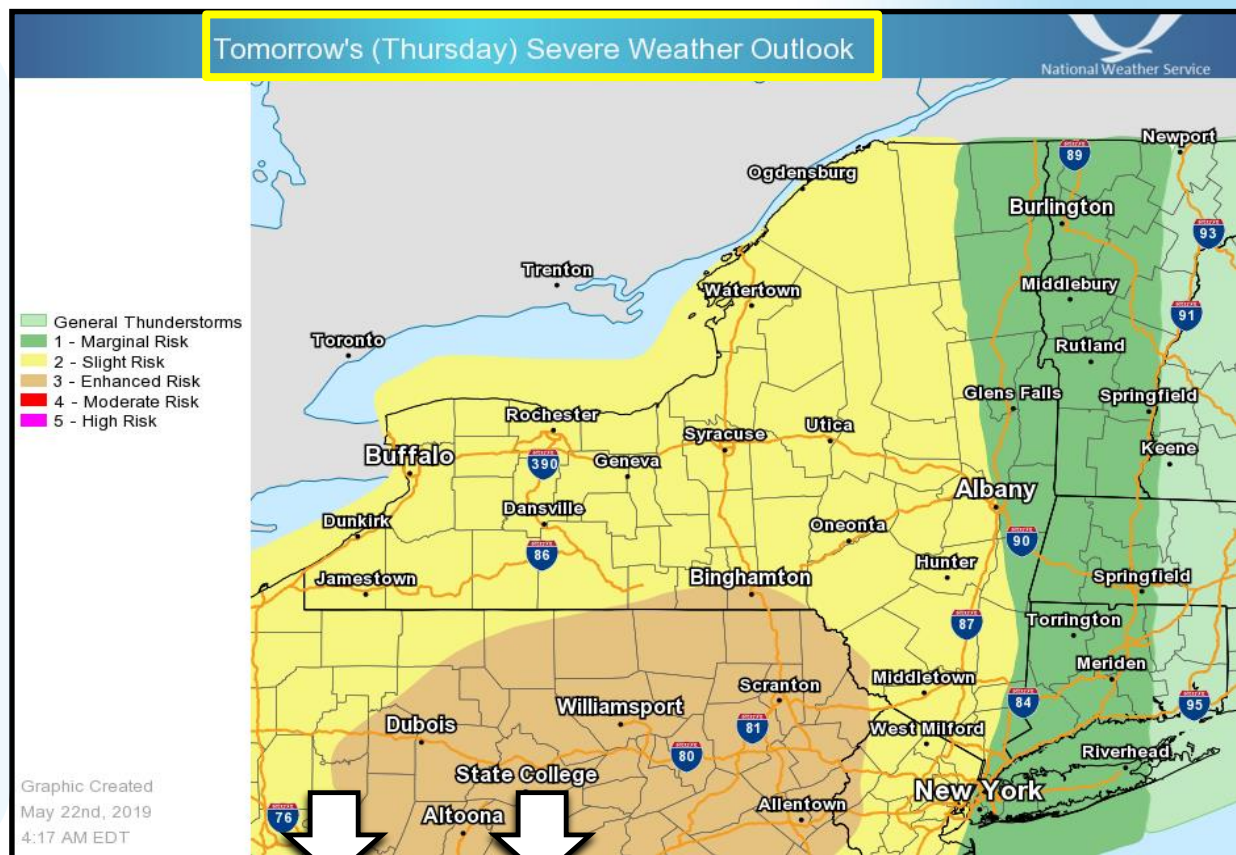 Tomorrow's (Thursday) Severe Weather Outlook
National Weather Service
Newport
89
Ogdensburg
Burlington
93
Trenton
Middlebury
Watertown
91
General Thunderstorms
1 - Marginal Risk
Toronto
Rutland
2 - Slight Risk
3 - Enhanced Risk
Glens Falls
Springfield
4 - Moderate Risk
Rochester
5 - High Risk
Utica
Syracuse
Keene
Buffalo
390
Geneva
Albany
Dansville
Dunkirk
Oneonta
90
86
Hunter
Jamestown
Binghamton
Springfield
Torrington
87
Meriden
Middletown
Scranton
84
95
Williamsport
Dubois
81
West Milford
80
Riverhead
State College
Graphic Created
New York
May 22nd, 2019
Allentown
76
Altoona
4:17 AM EDT